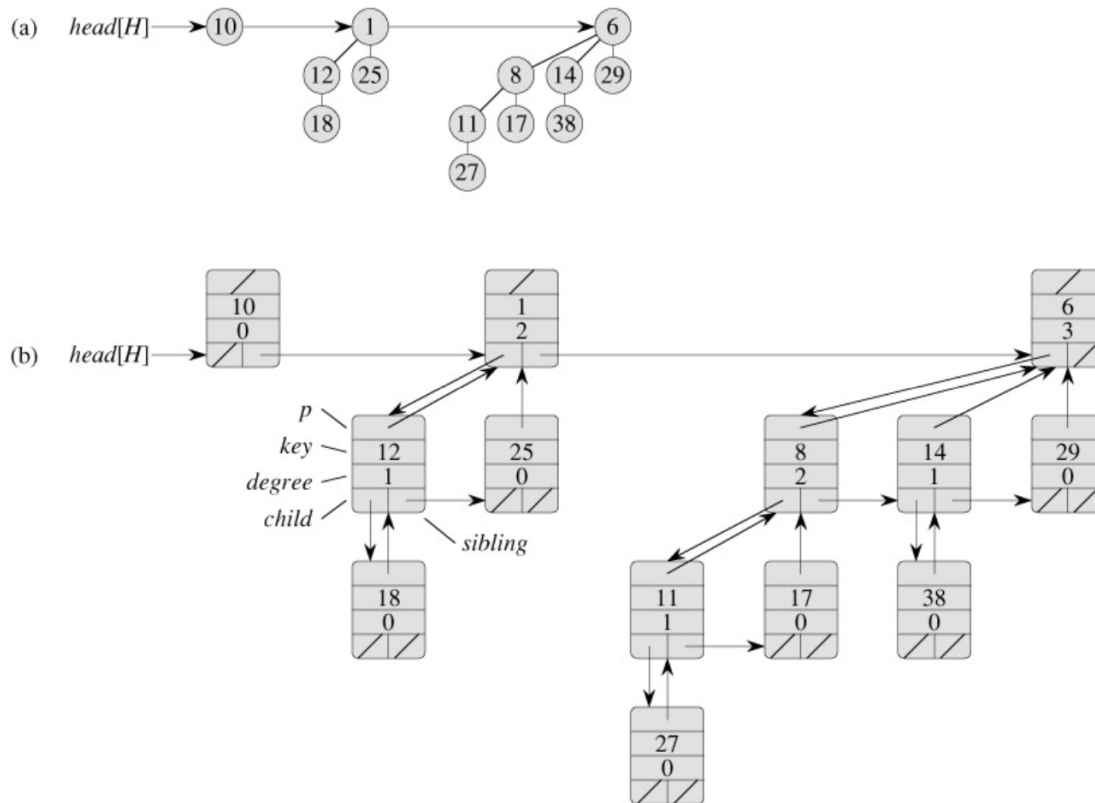 (a) head[H] 10 1 6
12 25 8 14 29
18 11 17 38
27
10 1 6
0 2 3
(b) head[H]
p
key 12 25 8 14 29
degree 1 0 2 1 0
child
sibling
18 11 17 38
0 1 0 0
27
0